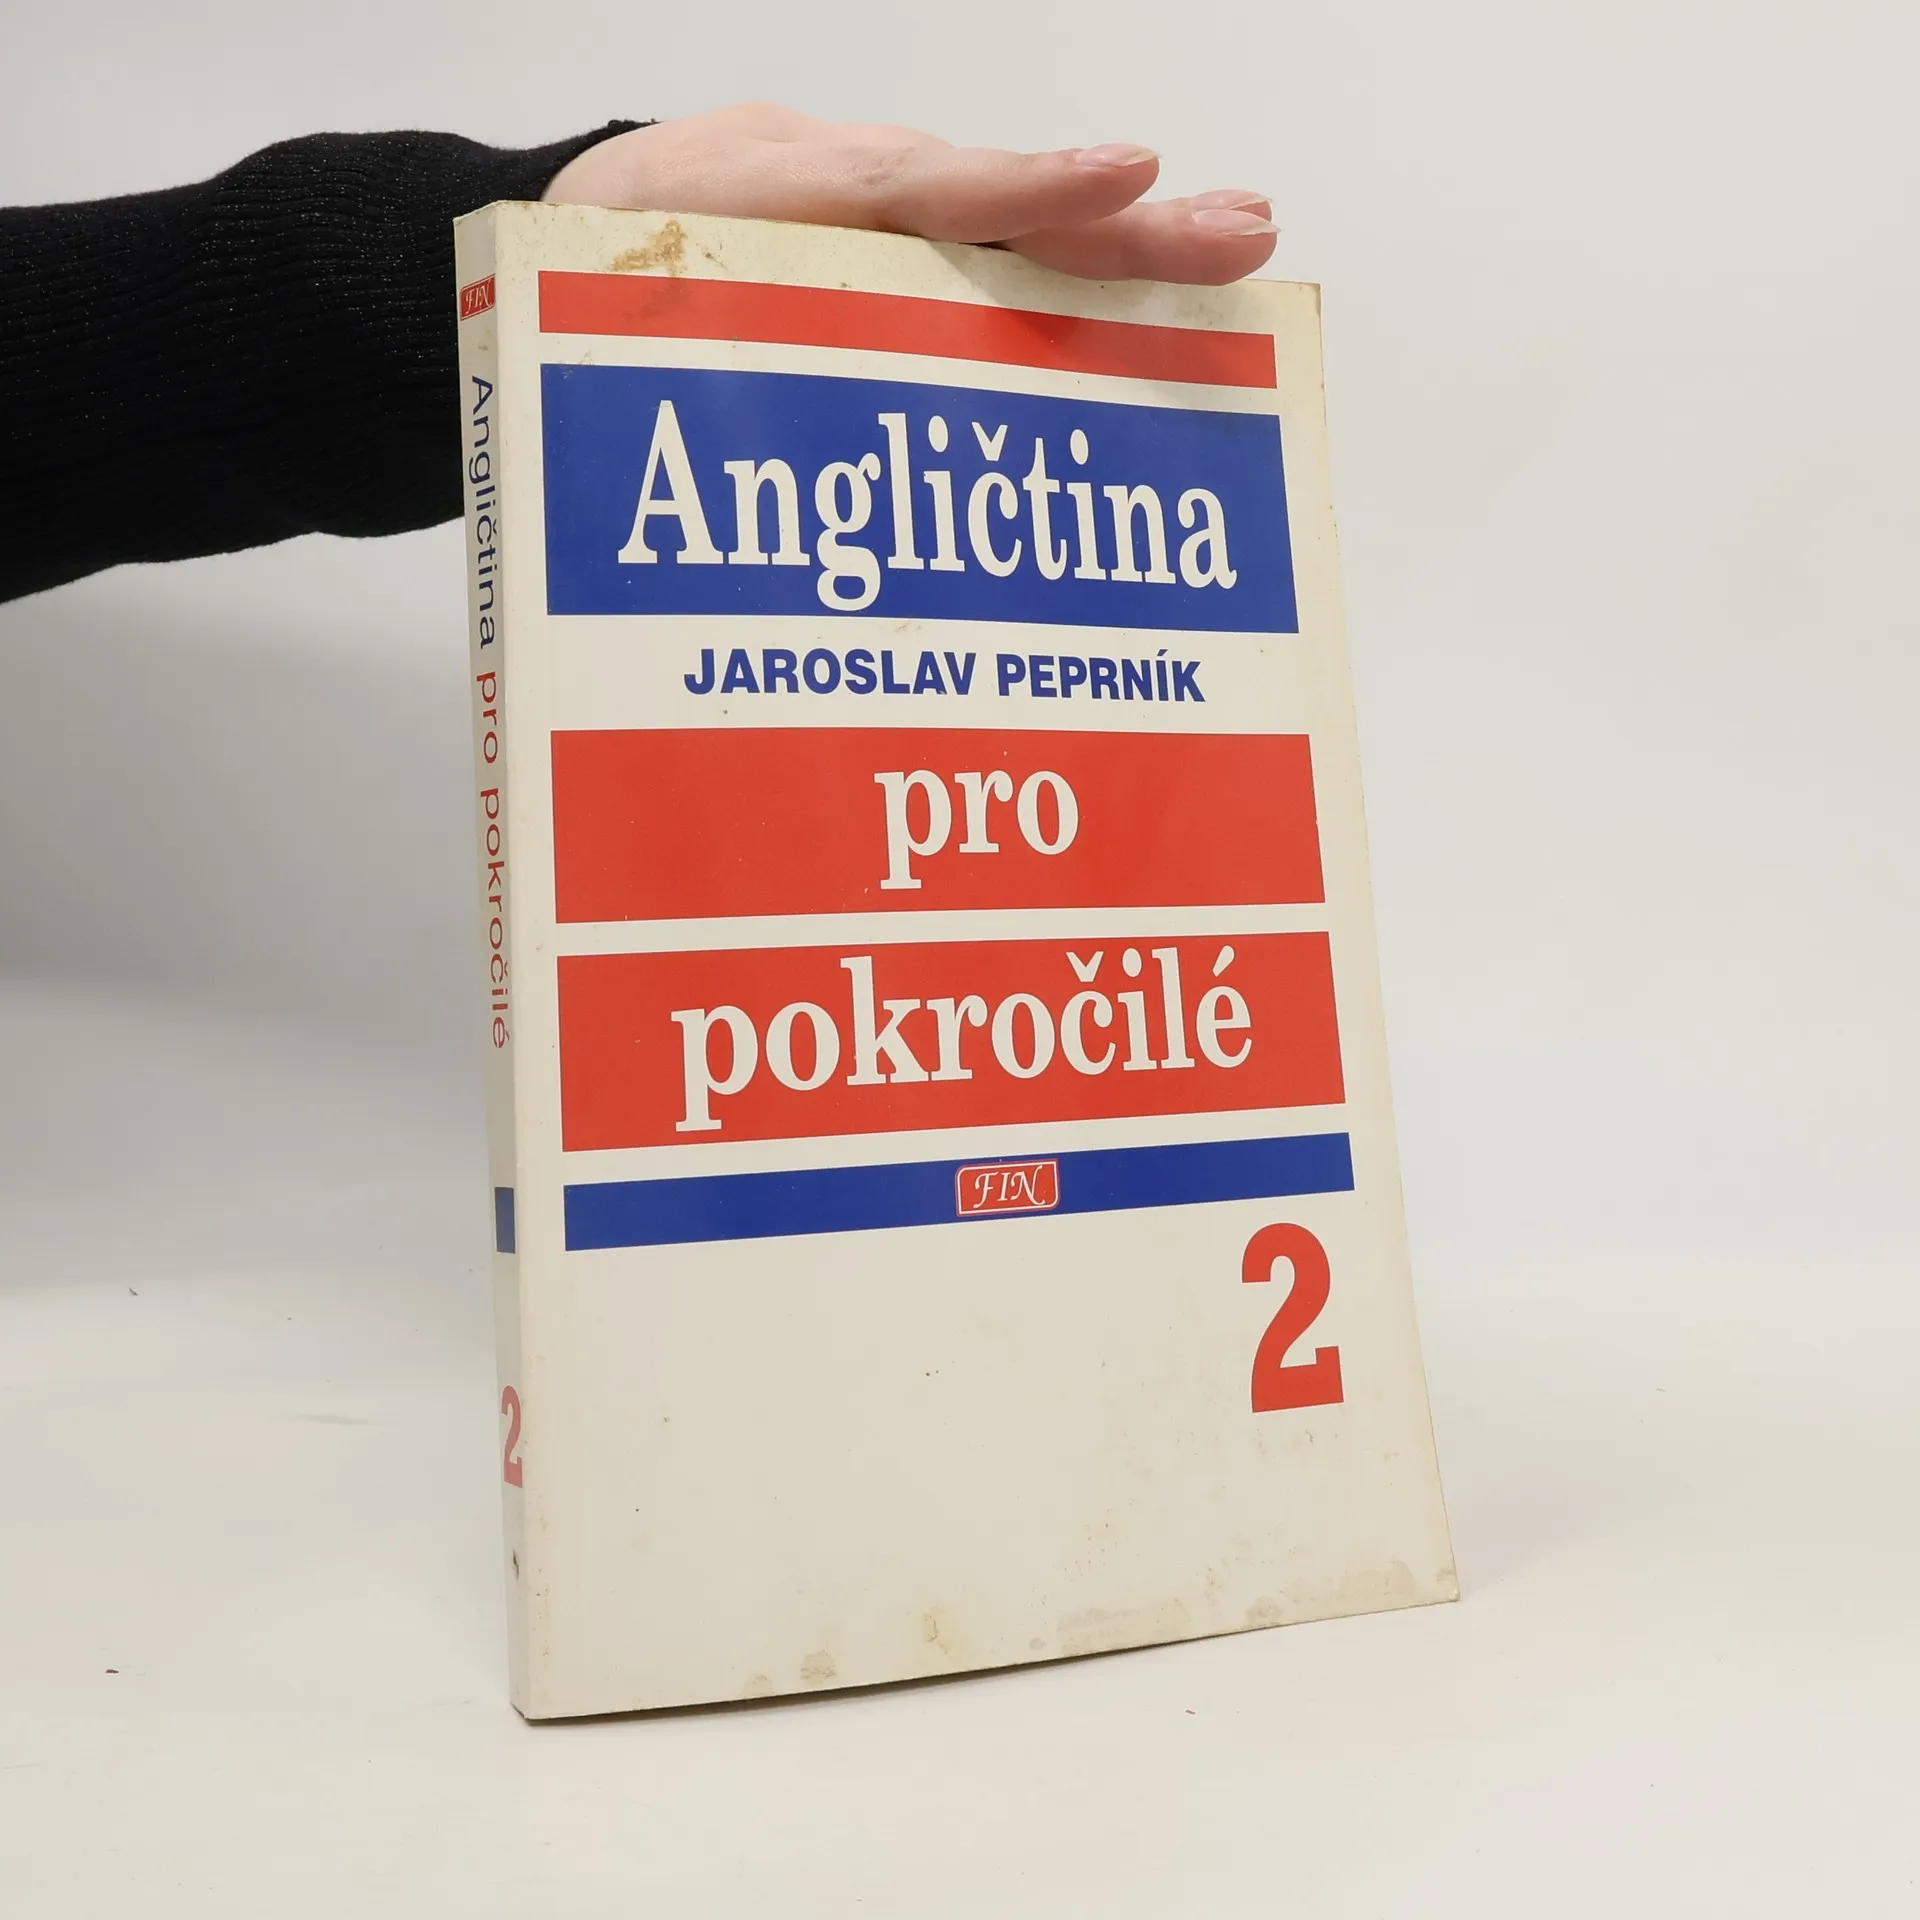 FIN
Angličtina pro pokročilé
2
Angličtina
JAROSLAV PEPRNÍK
pro
pokročilé
FIN
2